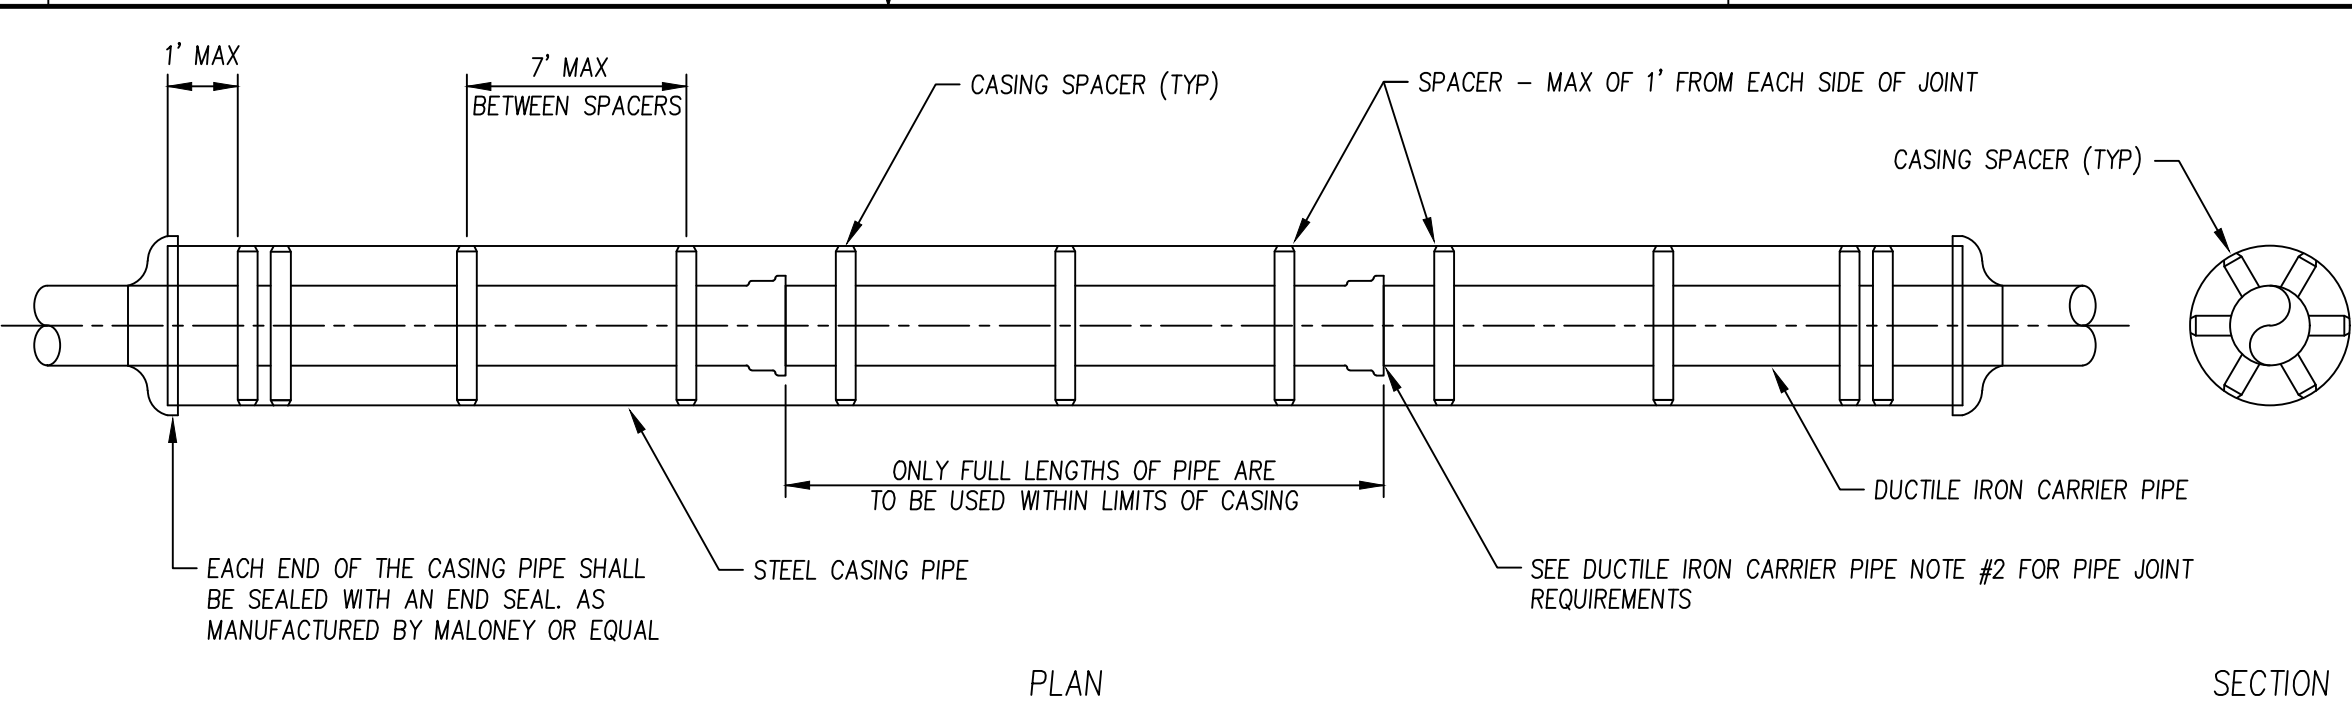 1' MAX
7' MAX
BETWEEN SPACERS
CASING SPACER (TYP)
SPACER – MAX OF 1' FROM EACH SIDE OF JOINT
CASING SPACER (TYP)
ONLY FULL LENGTHS OF PIPE ARE
TO BE USED WITHIN LIMITS OF CASING
DUCTILE IRON CARRIER PIPE
EACH END OF THE CASING PIPE SHALL
BE SEALED WITH AN END SEAL. AS
MANUFACTURED BY MALONEY OR EQUAL
STEEL CASING PIPE
SEE DUCTILE IRON CARRIER PIPE NOTE #2 FOR PIPE JOINT
REQUIREMENTS
PLAN
SECTION